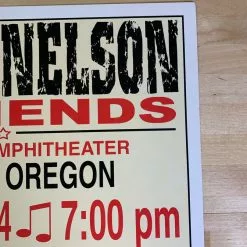 NELSON
IENDS
MPHITHEATER
OREGON
4 ♫ 7:00 pm